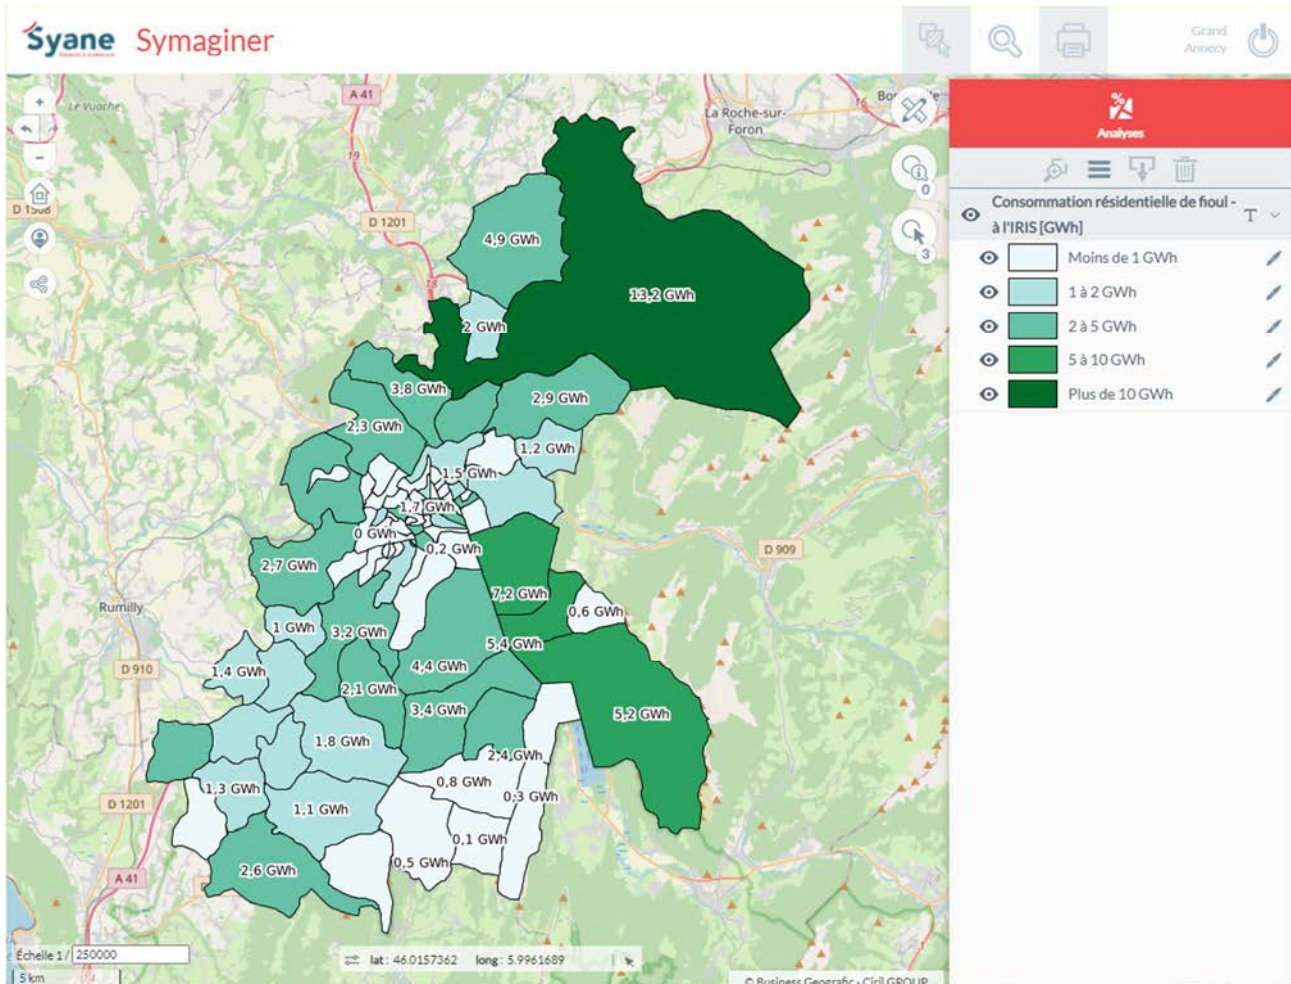 Syane Symaginer
Grand
Annecy
Le Vuache
A 41
La Roche-sur-
Foron
16
19
D 1508
D 1201
18
0
3
D 909
Rumilly
D 910
D 1201
A 41
4,9 GWh
13,2 GWh
2 GWh
3,8 GWh
2,9 GWh
2,3 GWh
1,2 GWh
1,5 GWh
1,7 GWh
0 GWh
0,2 GWh
2,7 GWh
7,2 GWh
0,6 GWh
1 GWh
3,2 GWh
5,4 GWh
1,4 GWh
4,4 GWh
2,1 GWh
3,4 GWh
5,2 GWh
1,8 GWh
2,4 GWh
0,8 GWh
1,3 GWh
0,3 GWh
1,1 GWh
0,1 GWh
0,5 GWh
2,6 GWh
Échelle 1 / 250000
5 km
14
lat : 46.0157362 long : 5.9961689
© Business Geografic - Ciril GROUP
Analyses
Consommation résidentielle de fioul -
à l'IRIS [GWh]
T
Moins de 1 GWh
1 à 2 GWh
2 à 5 GWh
5 à 10 GWh
Plus de 10 GWh